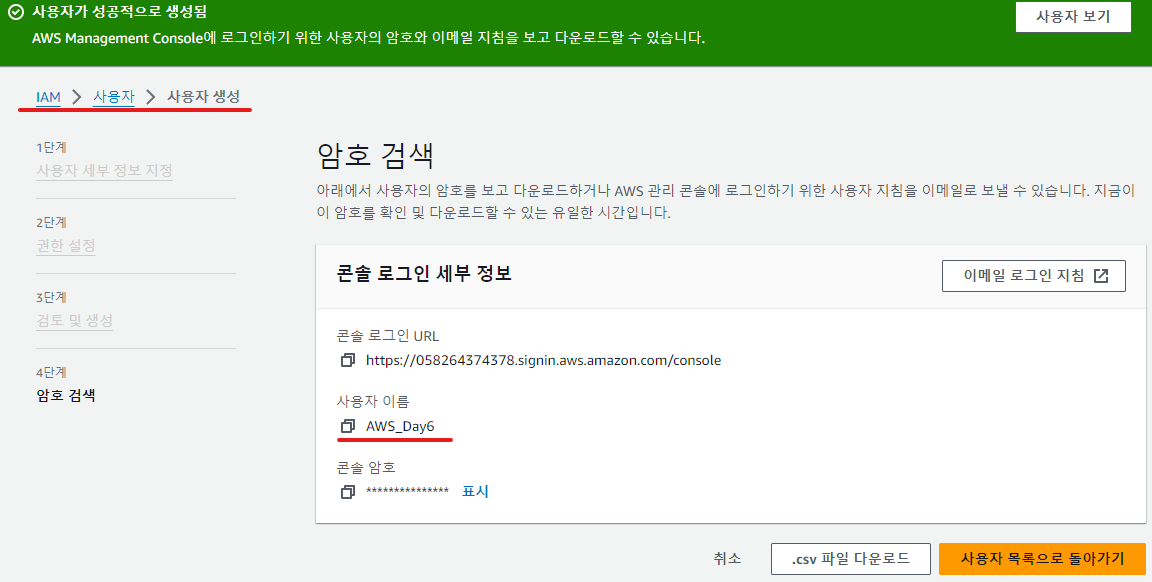 사용자가 성공적으로 생성됨
AWS Management Console에 로그인하기 위한 사용자의 암호와 이메일 지침을 보고 다운로드할 수 있습니다.
사용자 보기
IAM > 사용자 > 사용자 생성
1단계
사용자 세부 정보 지정
2단계
권한 설정
3단계
검토 및 생성
4단계
암호 검색
암호 검색
아래에서 사용자의 암호를 보고 다운로드하거나 AWS 관리 콘솔에 로그인하기 위한 사용자 지침을 이메일로 보낼 수 있습니다. 지금이
이 암호를 확인 및 다운로드할 수 있는 유일한 시간입니다.
콘솔 로그인 세부 정보
이메일 로그인 지침
콘솔 로그인 URL
https://058264374378.signin.aws.amazon.com/console
사용자 이름
AWS_Day6
콘솔 암호
*************** 표시
취소
.csv 파일 다운로드
사용자 목록으로 돌아가기